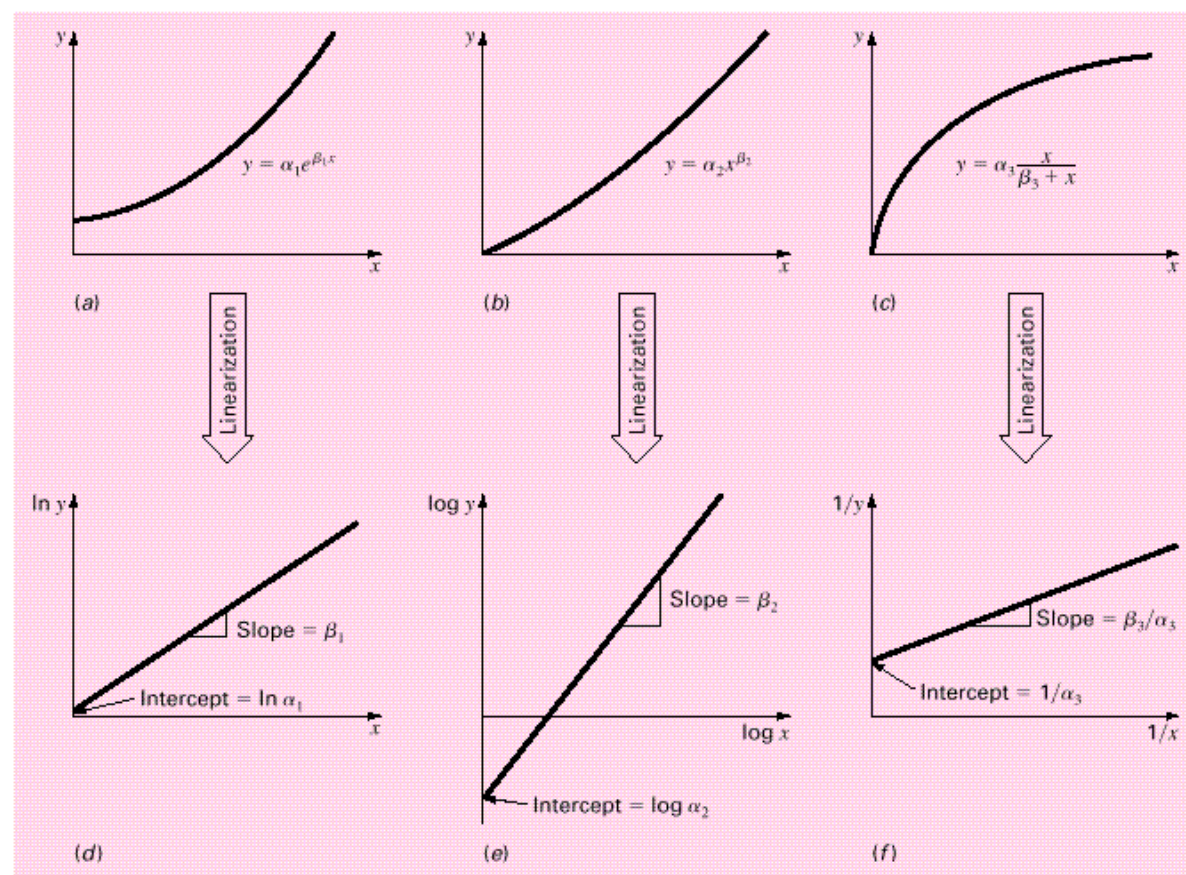 y
y = α₁e^{β₁x}
x
(a)
y
y = α₂x^{β₂}
x
(b)
y
y = α₃ x / (β₃ + x)
x
(c)
Linearization
Linearization
Linearization
ln y
Slope = β₁
Intercept = ln α₁
x
(d)
log y
Slope = β₂
log x
Intercept = log α₂
(e)
1/y
Slope = β₃/α₃
Intercept = 1/α₃
1/x
(f)